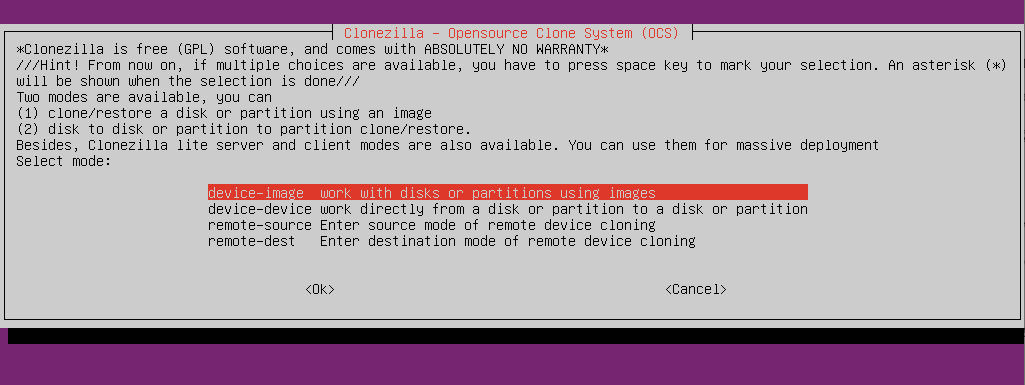 Clonezilla - Opensource Clone System (OCS)
*Clonezilla is free (GPL) software, and comes with ABSOLUTELY NO WARRANTY*
///Hint! From now on, if multiple choices are available, you have to press space key to mark your selection. An asterisk (*)
will be shown when the selection is done///
Two modes are available, you can
(1) clone/restore a disk or partition using an image
(2) disk to disk or partition to partition clone/restore.
Besides, Clonezilla lite server and client modes are also available. You can use them for massive deployment
Select mode:
device-image work with disks or partitions using images
device-device work directly from a disk or partition to a disk or partition
remote-source Enter source mode of remote device cloning
remote-dest Enter destination mode of remote device cloning
<Ok> <Cancel>